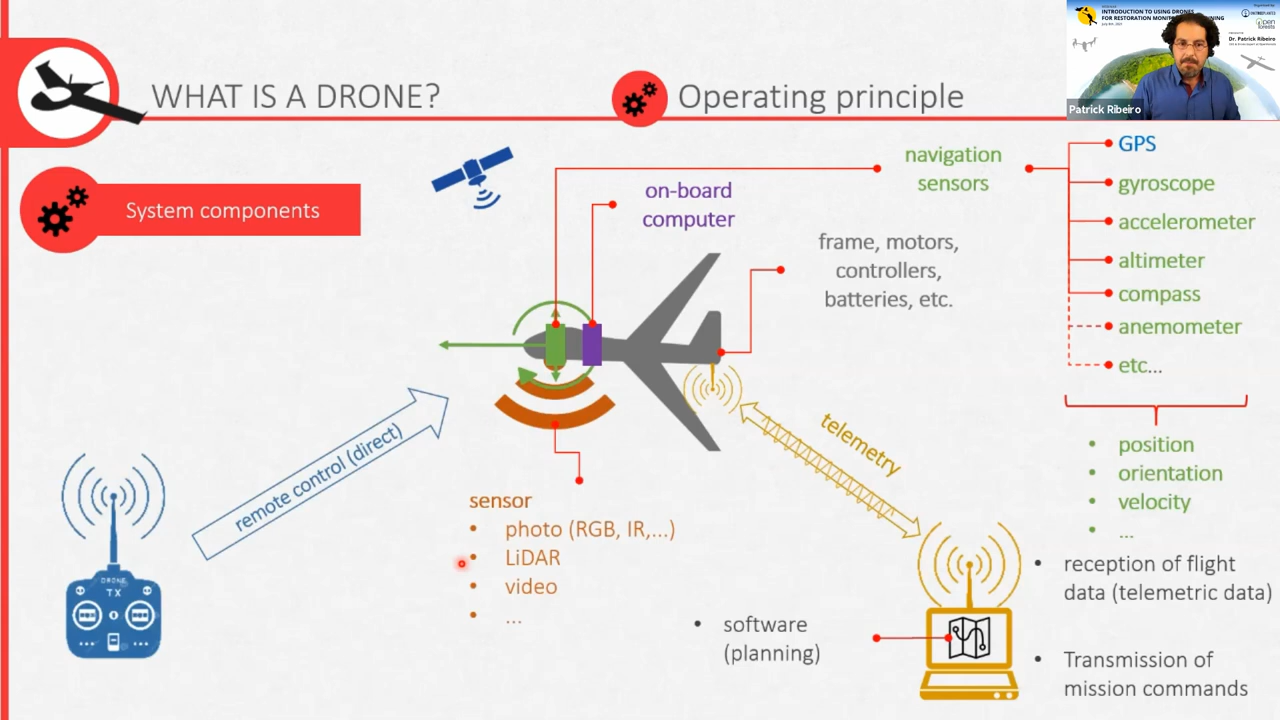 WHAT IS A DRONE?
Operating principle
INTRODUCTION TO USING DRONES
FOR RESTORATION
Dr. Patrick Ribeiro
Patrick Ribeiro
System components
on-board
computer
navigation
sensors
frame, motors,
controllers,
batteries, etc.
GPS
gyroscope
accelerometer
altimeter
compass
anemometer
etc...
• position
• orientation
• velocity
• ...
remote control (direct)
DRONE
TX
sensor
• photo (RGB, IR,...)
• LiDAR
• video
• ...
telemetry
• software
(planning)
• reception of flight
data (telemetric data)
• Transmission of
mission commands